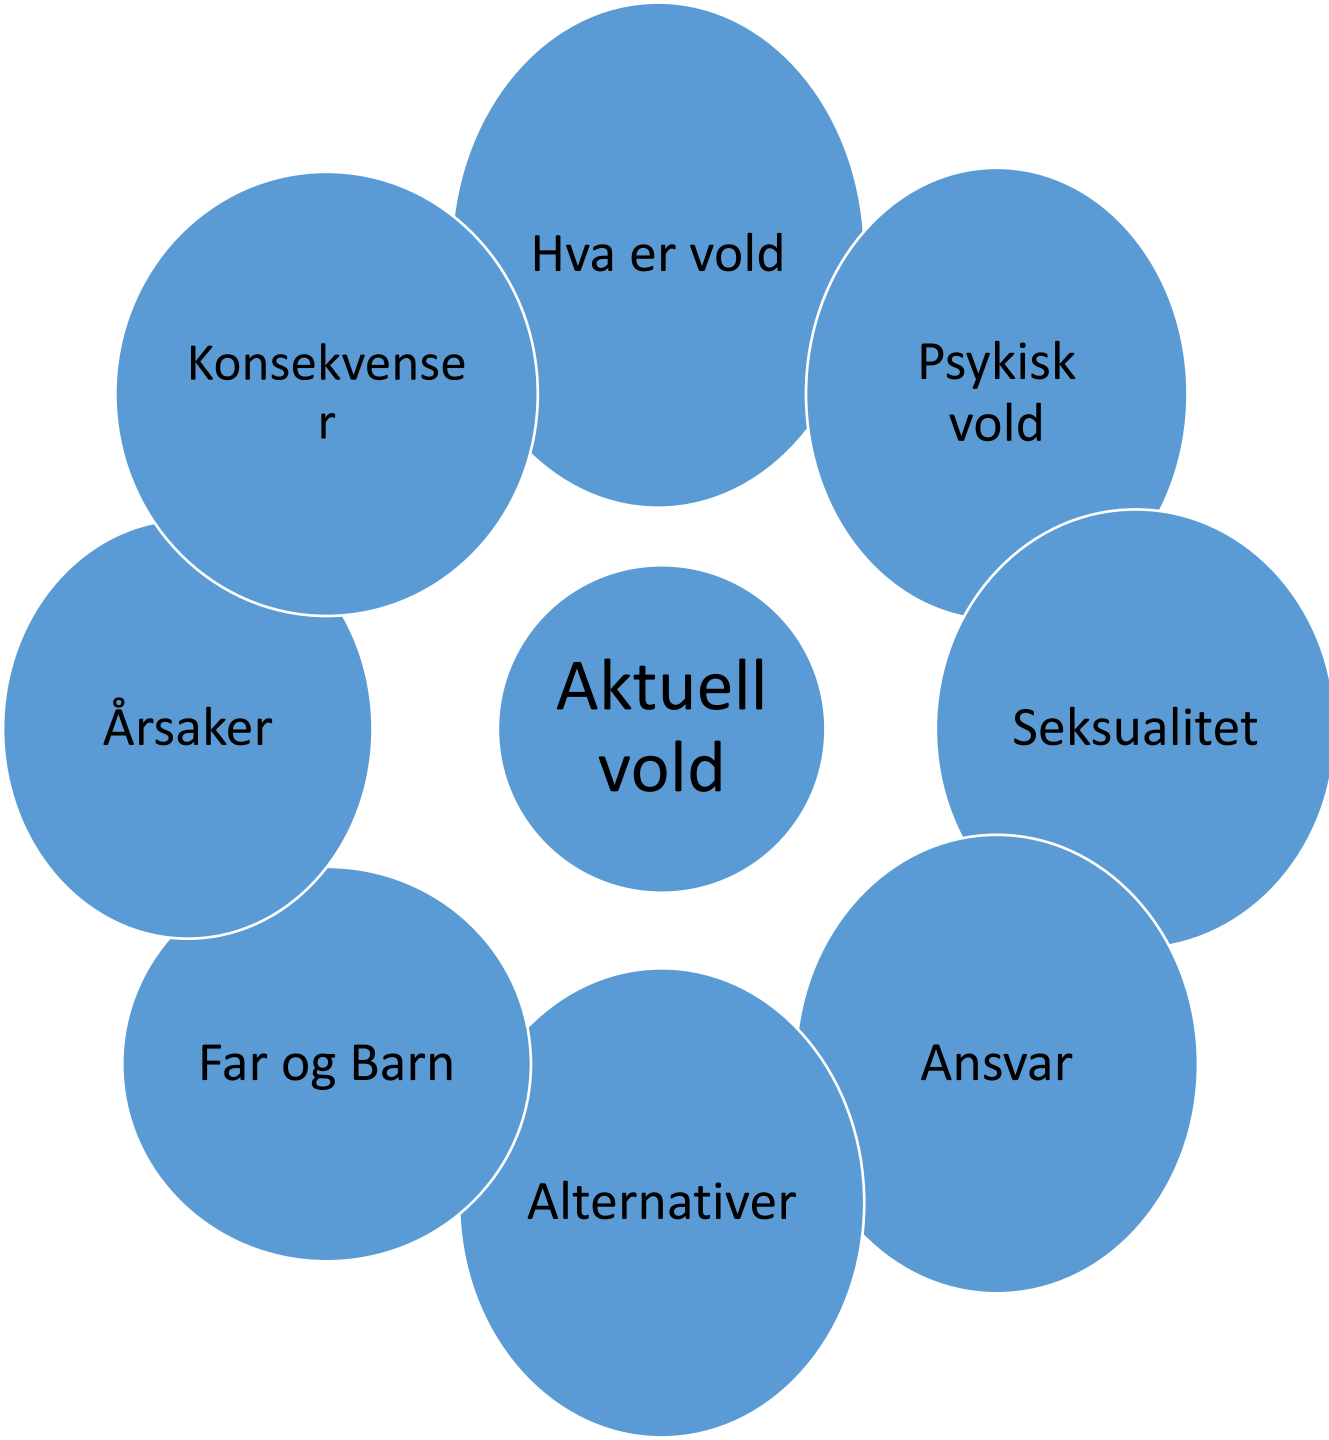 Hva er vold
Psykisk
vold
Seksualitet
Ansvar
Alternativer
Far og Barn
Årsaker
Konsekvense
r
Aktuell
vold